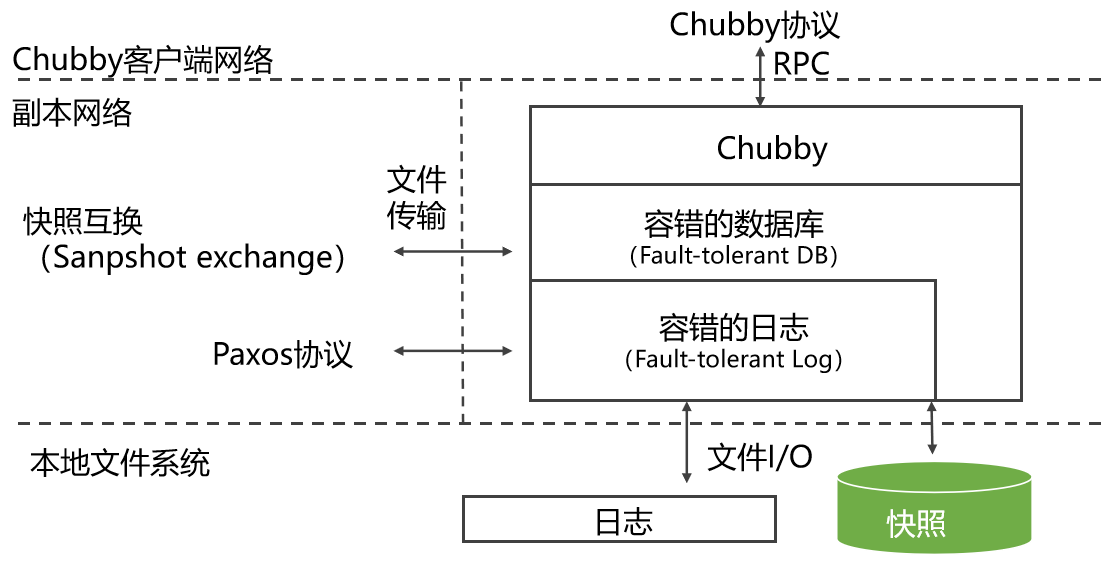 Chubby协议
Chubby客户端网络
RPC
副本网络
Chubby
文件
传输
快照互换
（Sanpshot exchange）
容错的数据库
（Fault-tolerant DB）
Paxos协议
容错的日志
（Fault-tolerant Log）
本地文件系统
文件I/O
日志
快照